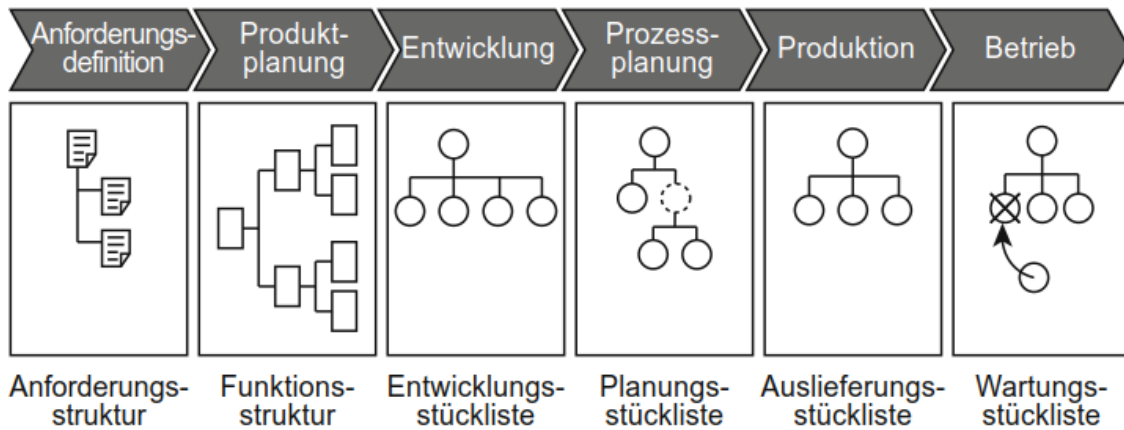 Anforderungs-
definition
Produkt-
planung
Entwicklung
Prozess-
planung
Produktion
Betrieb
Anforderungs-
struktur
Funktions-
struktur
Entwicklungs-
stückliste
Planungs-
stückliste
Auslieferungs-
stückliste
Wartungs-
stückliste